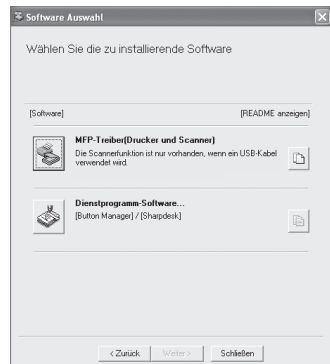 Software Auswahl
Wählen Sie die zu installierende Software
[Software] [README anzeigen]
MFP-Treiber(Drucker und Scanner)
Die Scannerfunktion ist nur vorhanden, wenn ein USB-Kabel
verwendet wird.
Dienstprogramm-Software...
[Button Manager] / [Sharpdesk]
< Zurück Weiter > Schließen